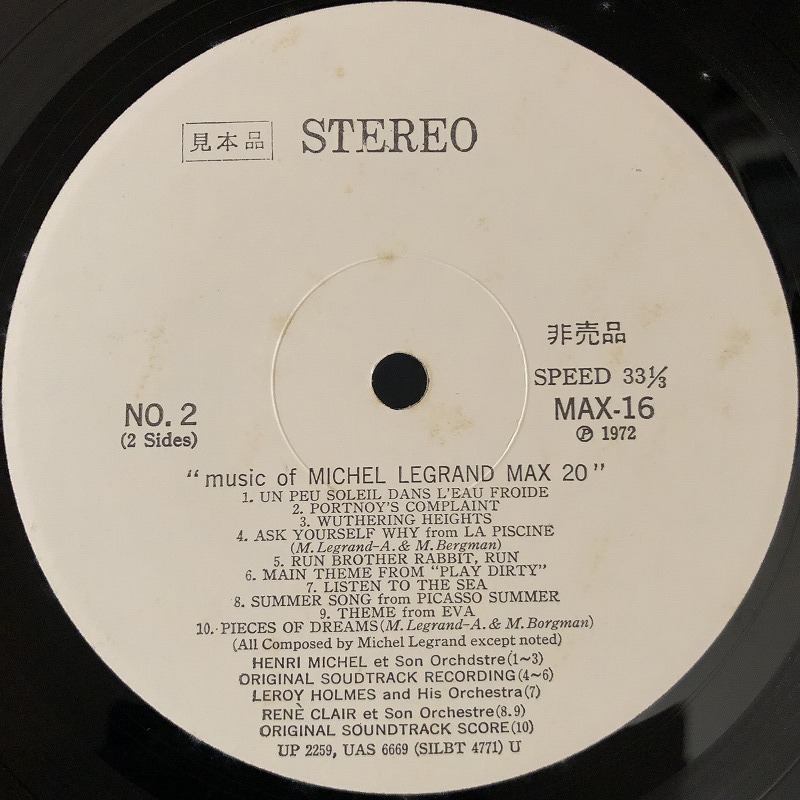 見本品 STEREO
非売品
SPEED 33⅓
NO. 2 MAX-16
(2 Sides) Ⓟ 1972
“music of MICHEL LEGRAND MAX 20”
1. UN PEU SOLEIL DANS L'EAU FROIDE
2. PORTNOY'S COMPLAINT
3. WUTHERING HEIGHTS
4. ASK YOURSELF WHY from LA PISCINE
(M. Legrand-A. & M. Bergman)
5. RUN BROTHER RABBIT, RUN
6. MAIN THEME FROM “PLAY DIRTY”
7. LISTEN TO THE SEA
8. SUMMER SONG from PICASSO SUMMER
9. THEME from EVA
10. PIECES OF DREAMS (M. Legrand-A. & M. Borgman)
(All Composed by Michel Legrand except noted)
HENRI MICHEL et Son Orchdstre (1~3)
ORIGINAL SOUDTRACK RECORDING (4~6)
LEROY HOLMES and His Orchestra (7)
RENÈ CLAIR et Son Orchestre (8.9)
ORIGINAL SOUNDTRACK SCORE (10)
UP 2259, UAS 6669 (SILBT 4771) U